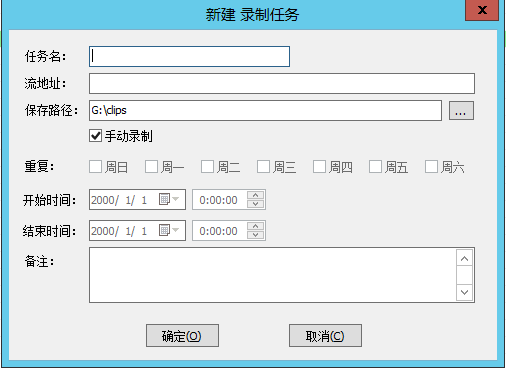 新建 录制任务
x
任务名：
流地址：
保存路径： G:\clips ...
手动录制
重复： 周日 周一 周二 周三 周四 周五 周六
开始时间： 2000/ 1/ 1 0:00:00
结束时间： 2000/ 1/ 1 0:00:00
备注：
确定(O) 取消(C)